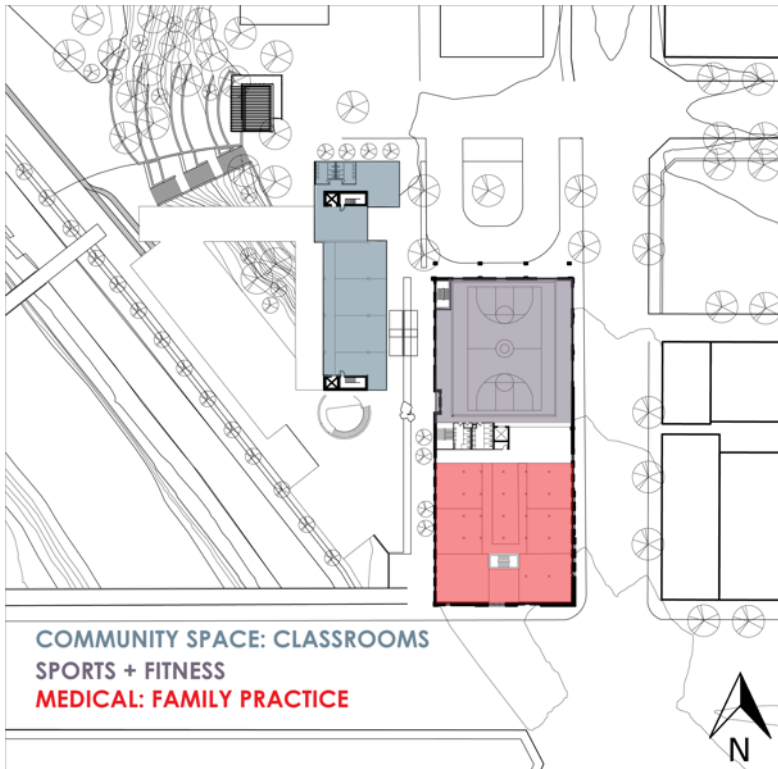 COMMUNITY SPACE: CLASSROOMS
SPORTS + FITNESS
MEDICAL: FAMILY PRACTICE
N